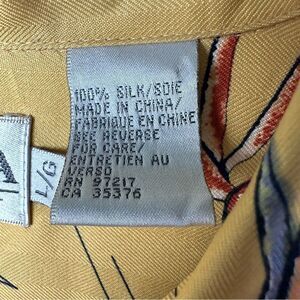 100% SILK/SOIE
MADE IN CHINA/
FABRIQUE EN CHINE
SEE REVERSE
FOR CARE/
ENTRETIEN AU
VERSO
RN 97217
CA 35376
A
L/G